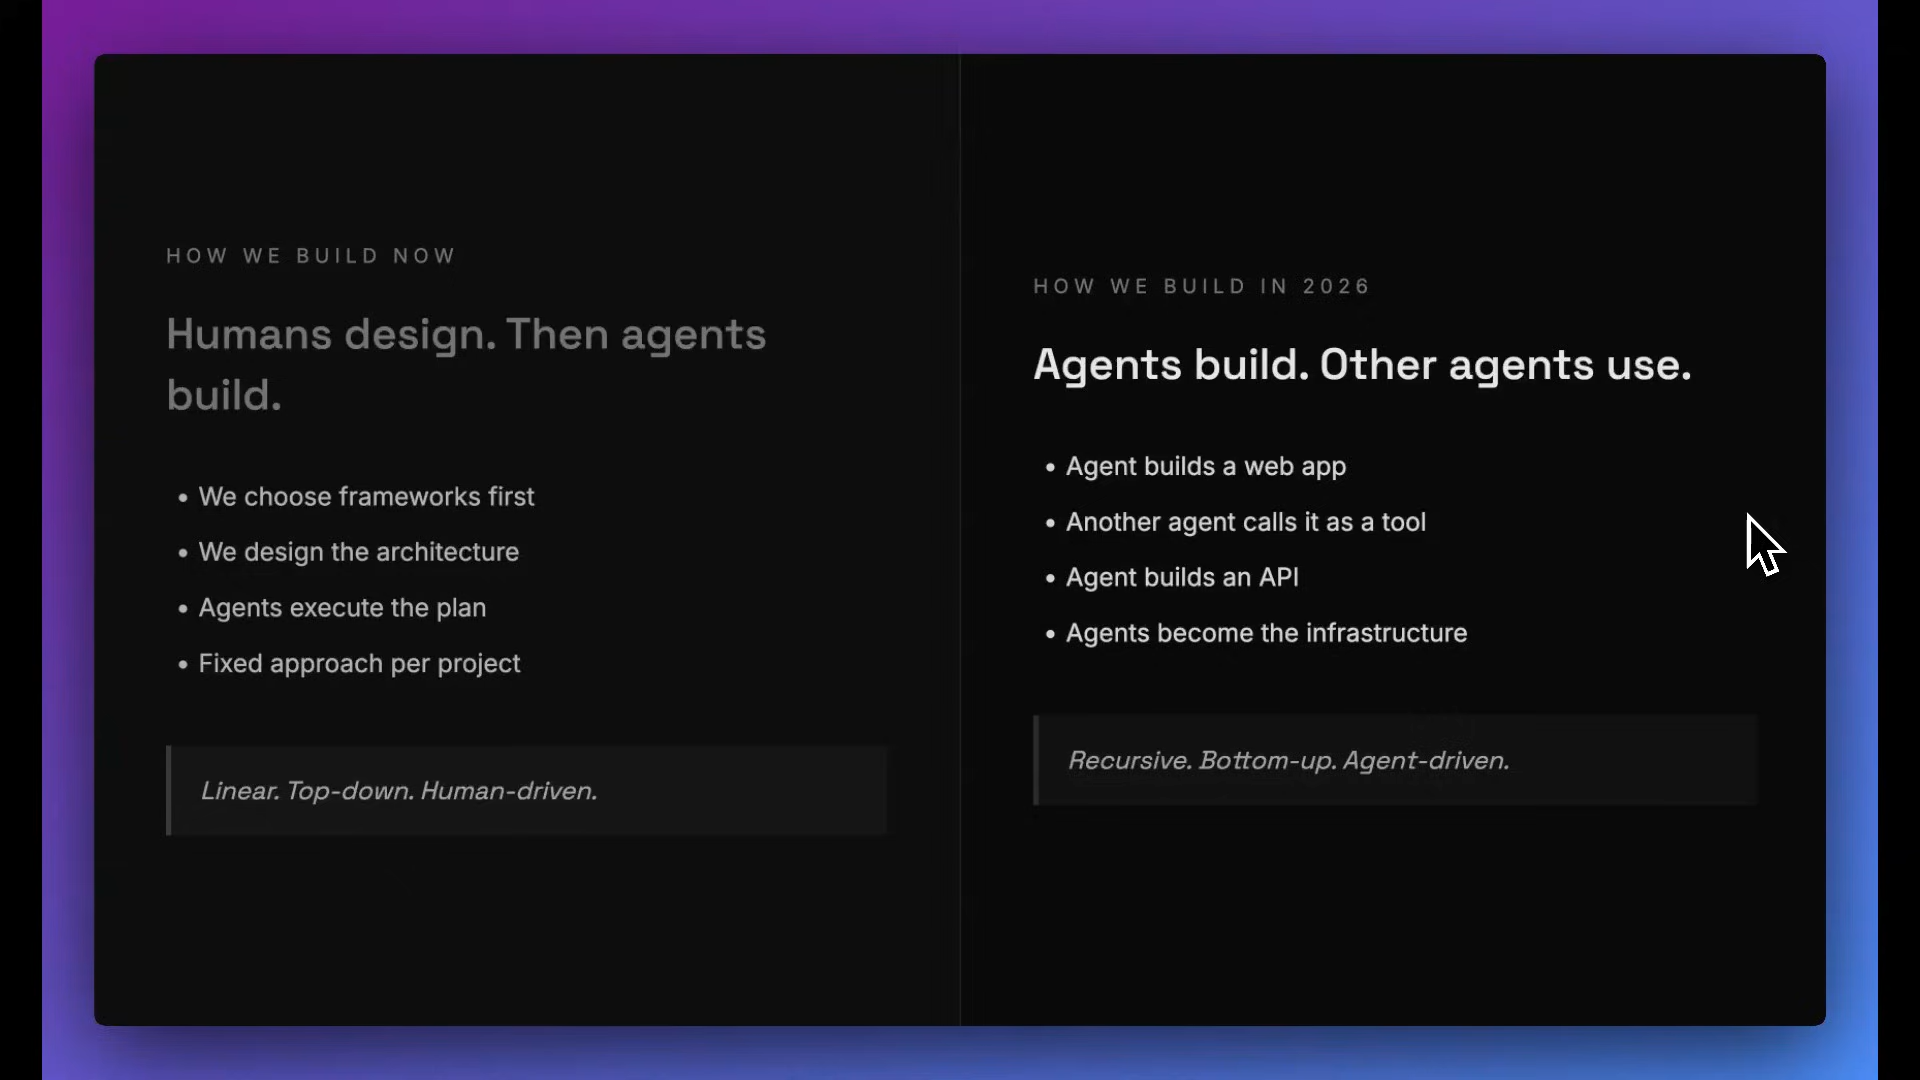 HOW WE BUILD NOW
Humans design. Then agents
build.
• We choose frameworks first
• We design the architecture
• Agents execute the plan
• Fixed approach per project
Linear. Top-down. Human-driven.
HOW WE BUILD IN 2026
Agents build. Other agents use.
• Agent builds a web app
• Another agent calls it as a tool
• Agent builds an API
• Agents become the infrastructure
Recursive. Bottom-up. Agent-driven.